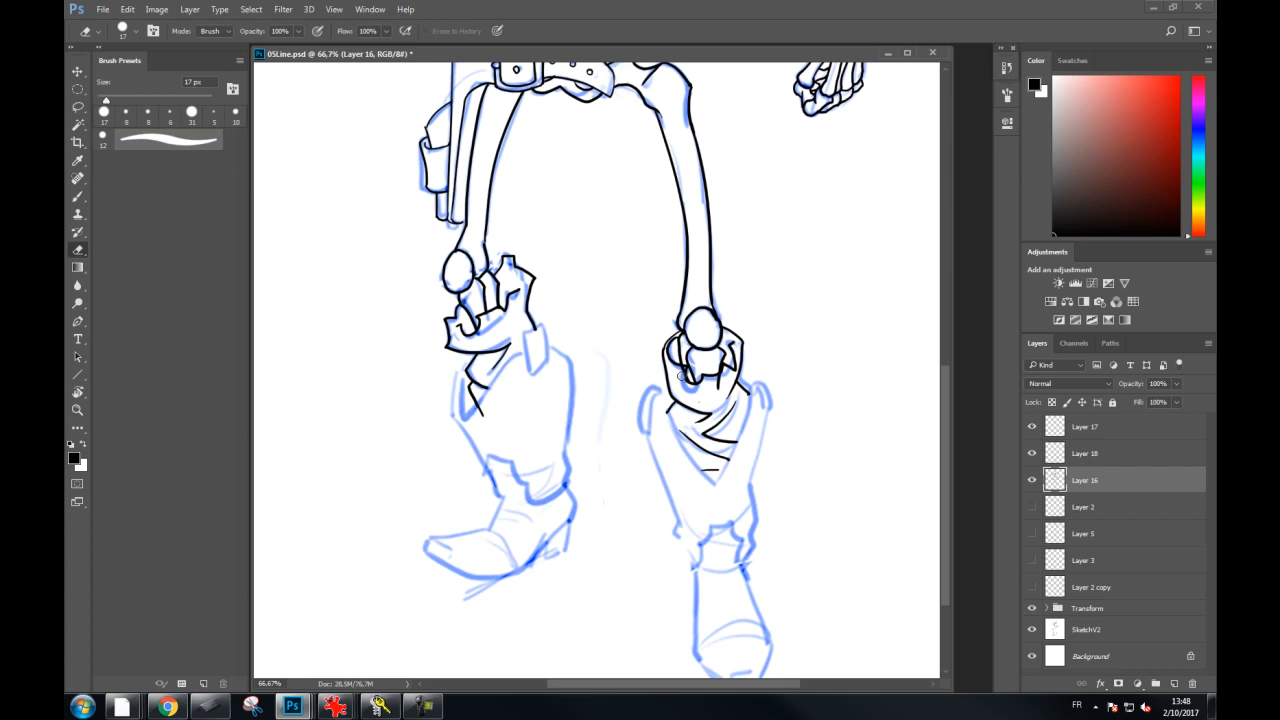 Ps File Edit Image Layer Type Select Filter 3D View Window Help
17 Mode: Brush Opacity: 100% Flow: 100% Erase to History
05Line.psd @ 66,7% (Layer 16, RGB/8#) *
Brush Presets
Size: 17 px
17 8 8 6 31 5 10
12
Color Swatches
Adjustments
Add an adjustment
Layers Channels Paths
Kind
Normal Opacity: 100%
Lock: Fill: 100%
Layer 17
Layer 18
Layer 16
Layer 2
Layer 5
Layer 3
Layer 2 copy
Transform
SketchV2
Background
66,67% Doc: 28,5M/76,7M
Ps FR 13:48
2/10/2017